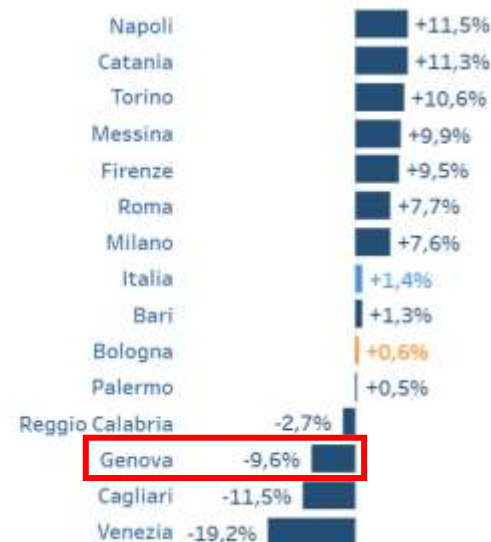 Napoli +11,5%
Catania +11,3%
Torino +10,6%
Messina +9,9%
Firenze +9,5%
Roma +7,7%
Milano +7,6%
Italia +1,4%
Bari +1,3%
Bologna +0,6%
Palermo +0,5%
Reggio Calabria -2,7%
Genova -9,6%
Cagliari -11,5%
Venezia -19,2%